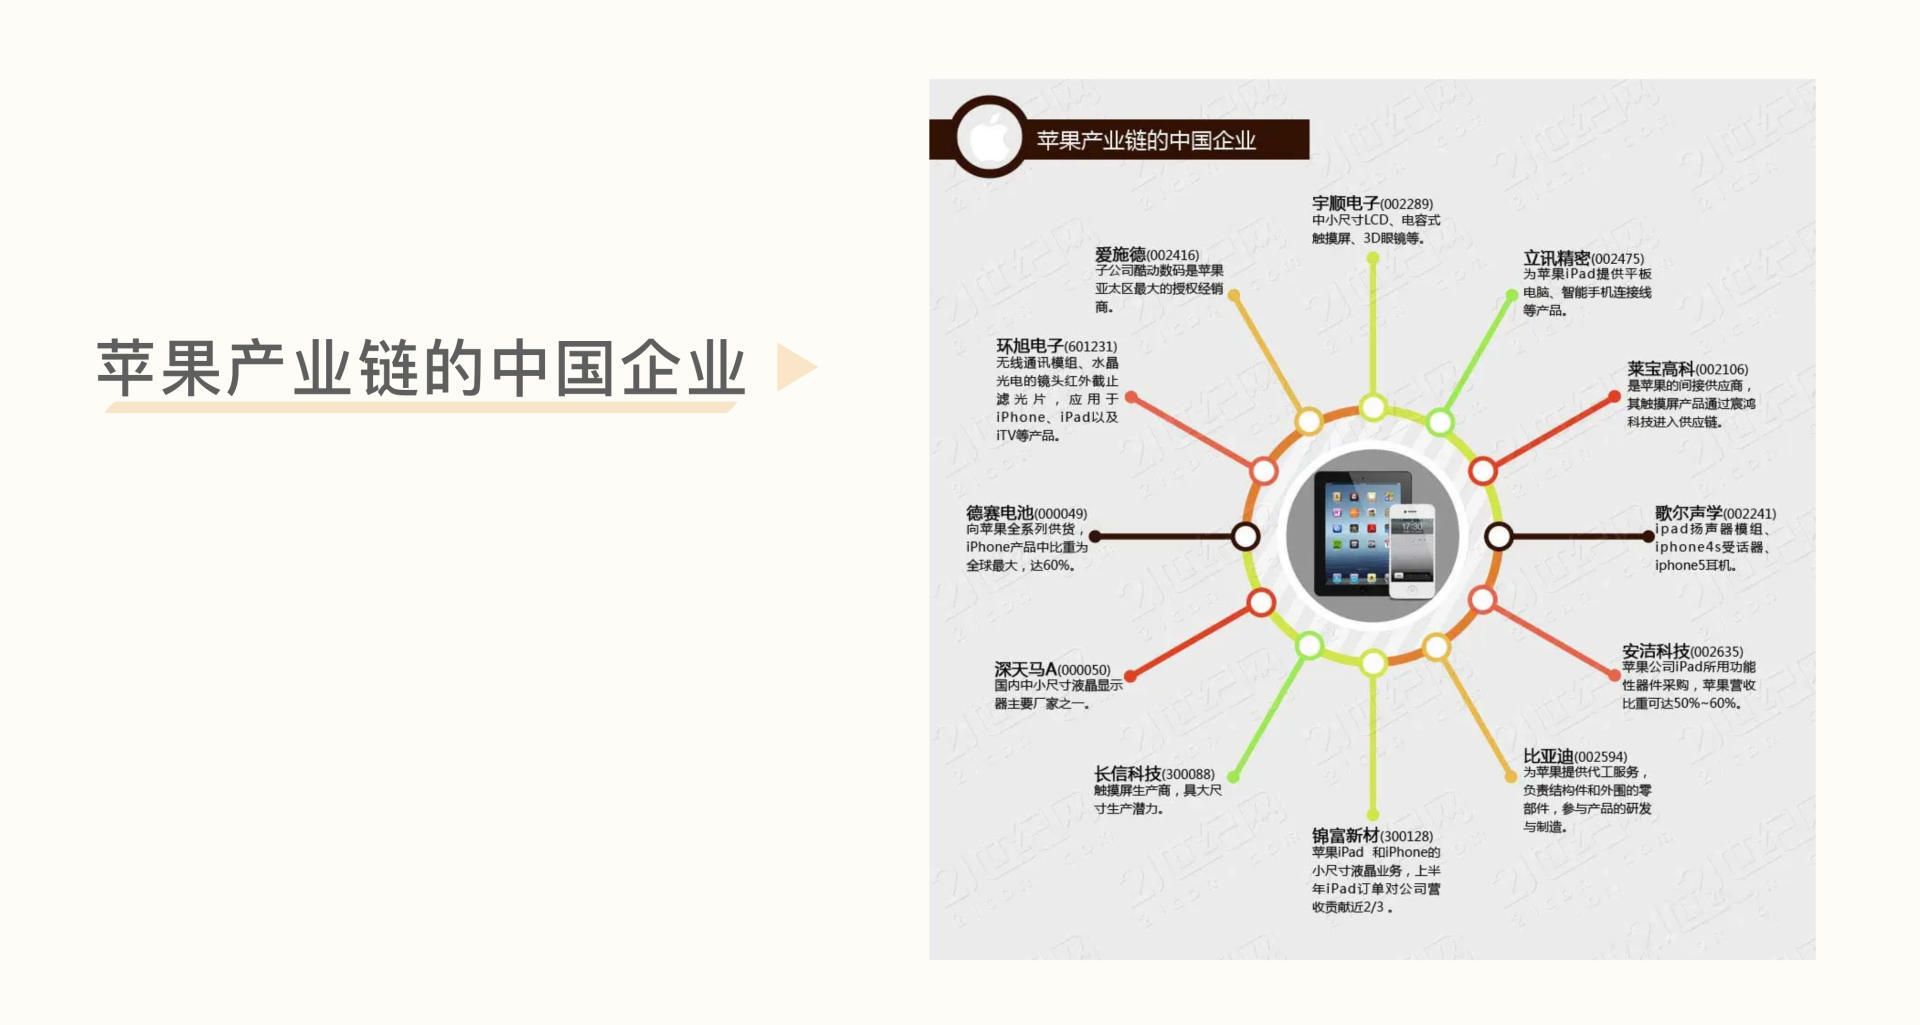 苹果产业链的中国企业
苹果产业链的中国企业
宇顺电子(002289)
中小尺寸LCD、电容式
触摸屏、3D眼镜等。
立讯精密(002475)
为苹果iPad提供平板
电脑、智能手机连接线
等产品。
莱宝高科(002106)
是苹果的间接供应商，
其触摸屏产品通过宸鸿
科技进入供应链。
歌尔声学(002241)
ipad扬声器模组、
iphone4s受话器、
iphone5耳机。
安洁科技(002635)
苹果公司iPad所用功能
性器件采购，苹果营收
比重可达50%~60%。
比亚迪(002594)
为苹果提供代工服务，
负责结构件和外围的零
部件，参与产品的研发
与制造。
锦富新材(300128)
苹果iPad 和iPhone的
小尺寸液晶业务，上半
年iPad订单对公司营
收贡献近2/3 。
长信科技(300088)
触摸屏生产商，具大尺
寸生产潜力。
深天马A(000050)
国内中小尺寸液晶显示
器主要厂家之一。
德赛电池(000049)
向苹果全系列供货，
iPhone产品中比重为
全球最大，达60%。
环旭电子(601231)
无线通讯模组、水晶
光电的镜头红外截止
滤光片，应用于
iPhone、iPad以及
iTV等产品。
爱施德(002416)
子公司酷动数码是苹果
亚太区最大的授权经销
商。
17:30
21世纪网
21CBN.COM